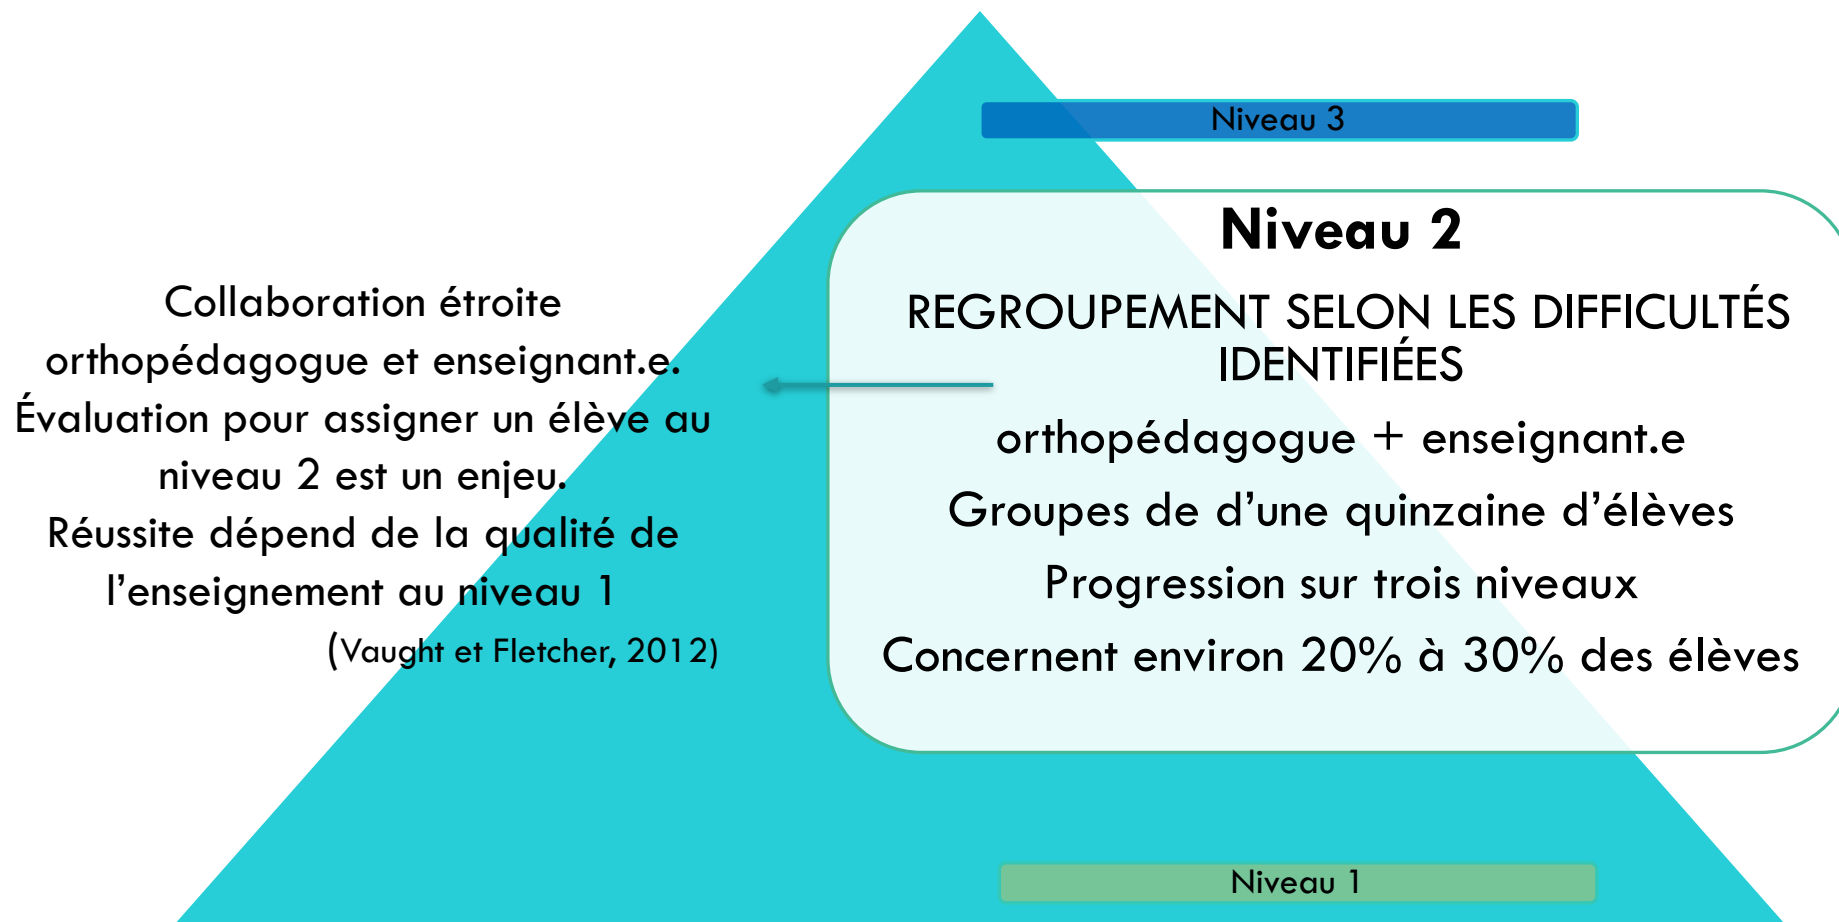 Niveau 3
Niveau 2
REGROUPEMENT SELON LES DIFFICULTÉS
IDENTIFIÉES
orthopédagogue + enseignant.e
Groupes de d’une quinzaine d’élèves
Progression sur trois niveaux
Concernent environ 20% à 30% des élèves
Collaboration étroite
orthopédagogue et enseignant.e.
Évaluation pour assigner un élève au
niveau 2 est un enjeu.
Réussite dépend de la qualité de
l’enseignement au niveau 1
(Vaught et Fletcher, 2012)
Niveau 1